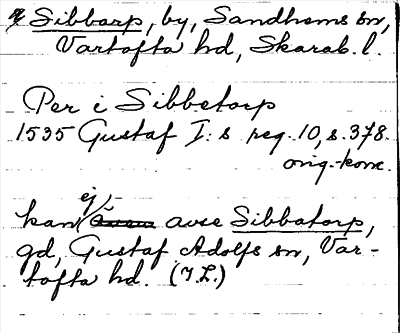 Sibbarp, by, Sandhems sn,
Vartofta hd, Skarab. l.
Per i Sibbetorp
1535 Gustaf I:s reg. 10, s. 378.
orig.-konc.
kan ej avse Sibbatorp,
gd, Gustaf Adolfs sn, Var-
tofta hd. (I.L.)